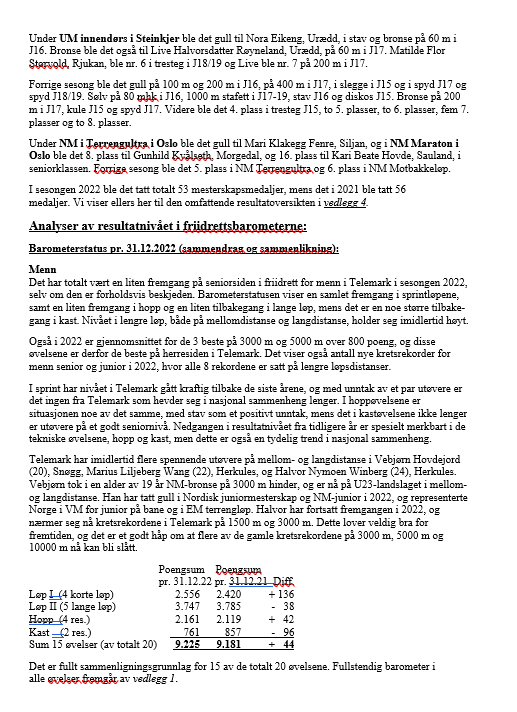 Under UM innendørs i Steinkjer ble det gull til Nora Eikeng, Urædd, i stav og bronse på 60 m i
J16. Bronse ble det også til Live Halvorsdatter Røyneland, Urædd, på 60 m i J17. Matilde Flor
Størvold, Rjukan, ble nr. 6 i tresteg i J18/19 og Live ble nr. 7 på 200 m i J17.
Forrige sesong ble det gull på 100 m og 200 m i J16, på 400 m i J17, i slegge i J15 og i spyd J17 og
spyd J18/19. Sølv på 80 mhk i J16, 1000 m stafett i J17-19, stav J16 og diskos J15. Bronse på 200
m i J17, kule J15 og spyd J17. Videre ble det 4. plass i tresteg J15, to 5. plasser, to 6. plasser, fem 7.
plasser og to 8. plasser.
Under NM i Terrengultra i Oslo ble det gull til Mari Klakegg Fenre, Siljan, og i NM Maraton i
Oslo ble det 8. plass til Gunhild Kyålseth, Morgedal, og 16. plass til Kari Beate Hovde, Sauland, i
seniorklassen. Forrige sesong ble det 5. plass i NM Terrengultra og 6. plass i NM Motbakkeløp.
I sesongen 2022 ble det tatt totalt 53 mesterskapsmedaljer, mens det i 2021 ble tatt 56
medaljer. Vi viser ellers her til den omfattende resultatoversikten i vedlegg 4.
Analyser av resultatnivået i friidrettsbarometerne:
Barometerstatus pr. 31.12.2022 (sammendrag og sammenlikning):
Menn
Det har totalt vært en liten fremgang på seniorsiden i friidrett for menn i Telemark i sesongen 2022,
selv om den er forholdsvis beskjeden. Barometerstatusen viser en samlet fremgang i sprintløpene,
samt en liten fremgang i hopp og en liten tilbakegang i lange løp, mens det er en noe større tilbake-
gang i kast. Nivået i lengre løp, både på mellomdistanse og langdistanse, holder seg imidlertid høyt.
Også i 2022 er gjennomsnittet for de 3 beste på 3000 m og 5000 m over 800 poeng, og disse
øvelsene er derfor de beste på herresiden i Telemark. Det viser også antall nye kretsrekorder for
menn senior og junior i 2022, hvor alle 8 rekordene er satt på lengre løpsdistanser.
I sprint har nivået i Telemark gått kraftig tilbake de siste årene, og med unntak av et par utøvere er
det ingen fra Telemark som hevder seg i nasjonal sammenheng lenger. I hoppøvelsene er
situasjonen noe av det samme, med stav som et positivt unntak, mens det i kastøvelsene ikke lenger
er utøvere på et godt seniornivå. Nedgangen i resultatnivået fra tidligere år er spesielt merkbart i de
tekniske øvelsene, hopp og kast, men dette er også en tydelig trend i nasjonal sammenheng.
Telemark har imidlertid flere spennende utøvere på mellom- og langdistanse i Vebjørn Hovdejord
(20), Snøgg, Marius Liljeberg Wang (22), Herkules, og Halvor Nymoen Winberg (24), Herkules.
Vebjørn tok i en alder av 19 år NM-bronse på 3000 m hinder, og er nå på U23-landslaget i mellom-
og langdistanse. Han har tatt gull i Nordisk juniormesterskap og NM-junior i 2022, og representerte
Norge i VM for junior på bane og i EM terrengløp. Halvor har fortsatt fremgangen i 2022, og
nærmer seg nå kretsrekordene i Telemark på 1500 m og 3000 m. Dette lover veldig bra for
fremtiden, og det er et godt håp om at flere av de gamle kretsrekordene på 3000 m, 5000 m og
10000 m nå kan bli slått.
Poengsum Poengsum
pr. 31.12.22 pr. 31.12.21 Diff.
Løp I (4 korte løp) 2.556 2.420 + 136
Løp II (5 lange løp) 3.747 3.785 - 38
Hopp (4 res.) 2.161 2.119 + 42
Kast (2 res.) 761 857 - 96
Sum 15 øvelser (av totalt 20) 9.225 9.181 + 44
Det er fullt sammenligningsgrunnlag for 15 av de totalt 20 øvelsene. Fullstendig barometer i
alle øvelser fremgår av vedlegg 1.